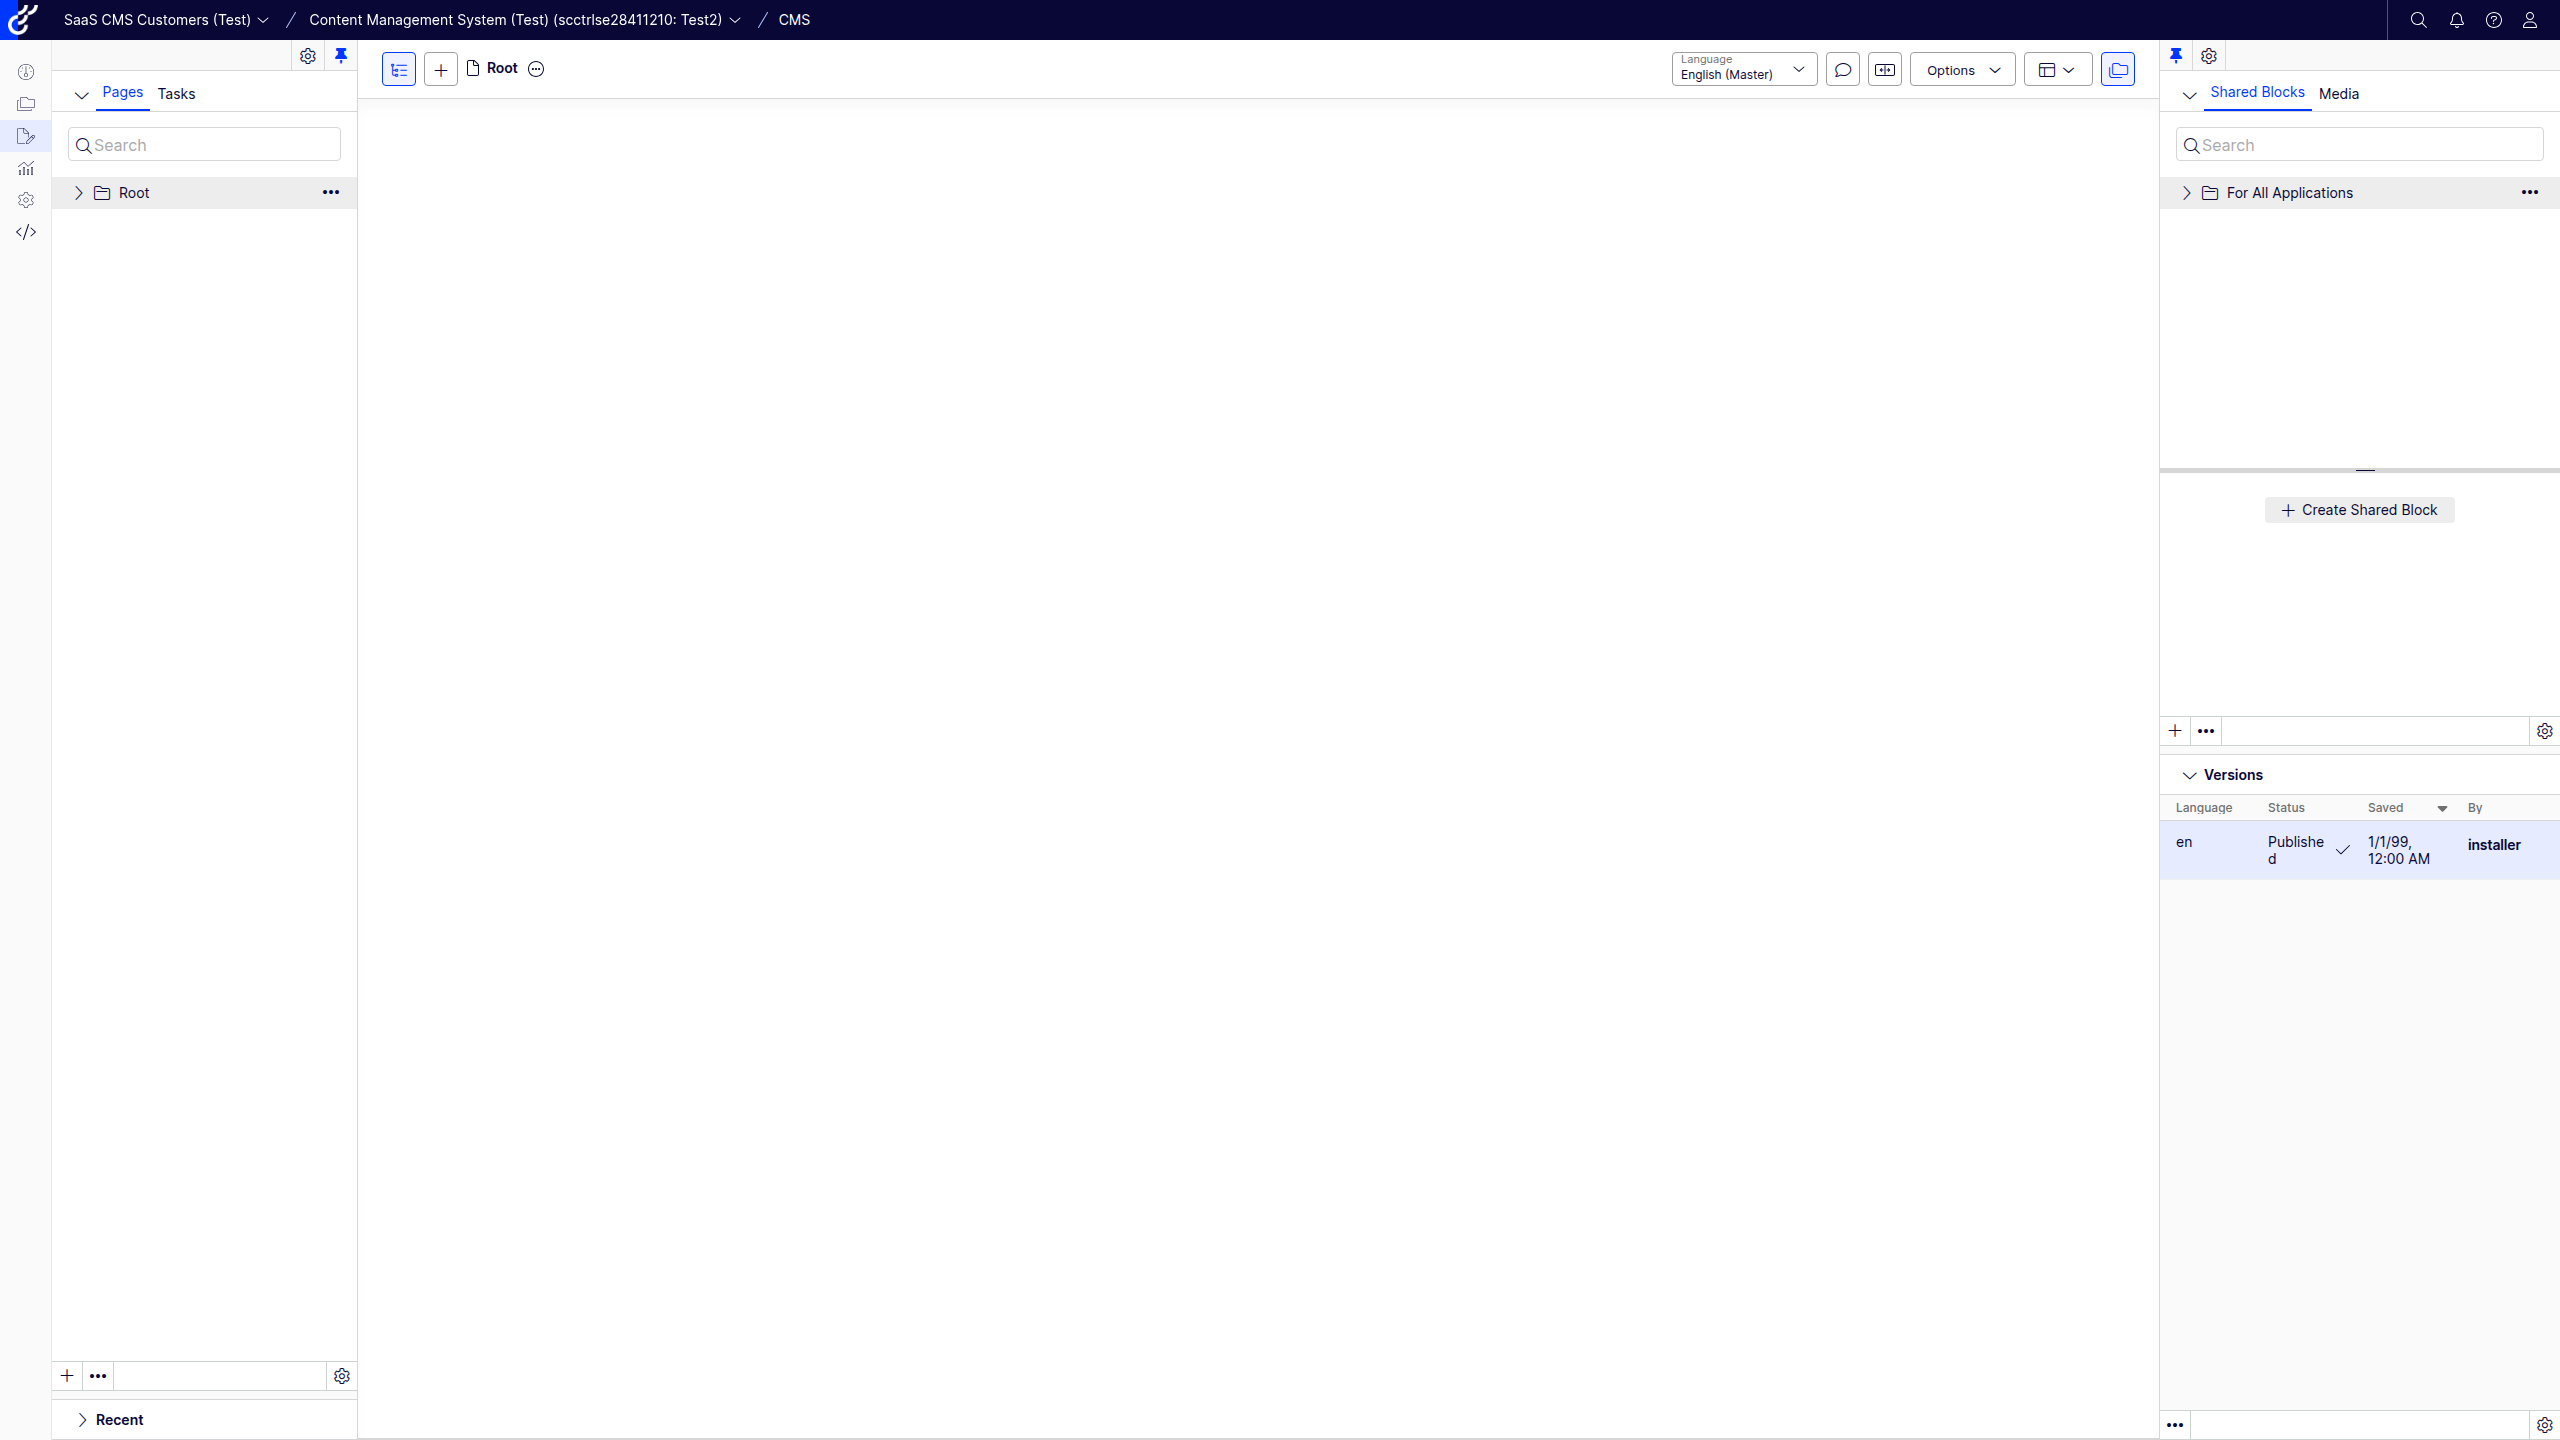 SaaS CMS Customers (Test) / Content Management System (Test) (scctrlse28411210: Test2) / CMS
Pages Tasks
Search
Root
Recent
Root
Language
English (Master)
Options
Shared Blocks Media
Search
For All Applications
Create Shared Block
Versions
Language Status Saved By
en Publishe 1/1/99, installer
d 12:00 AM